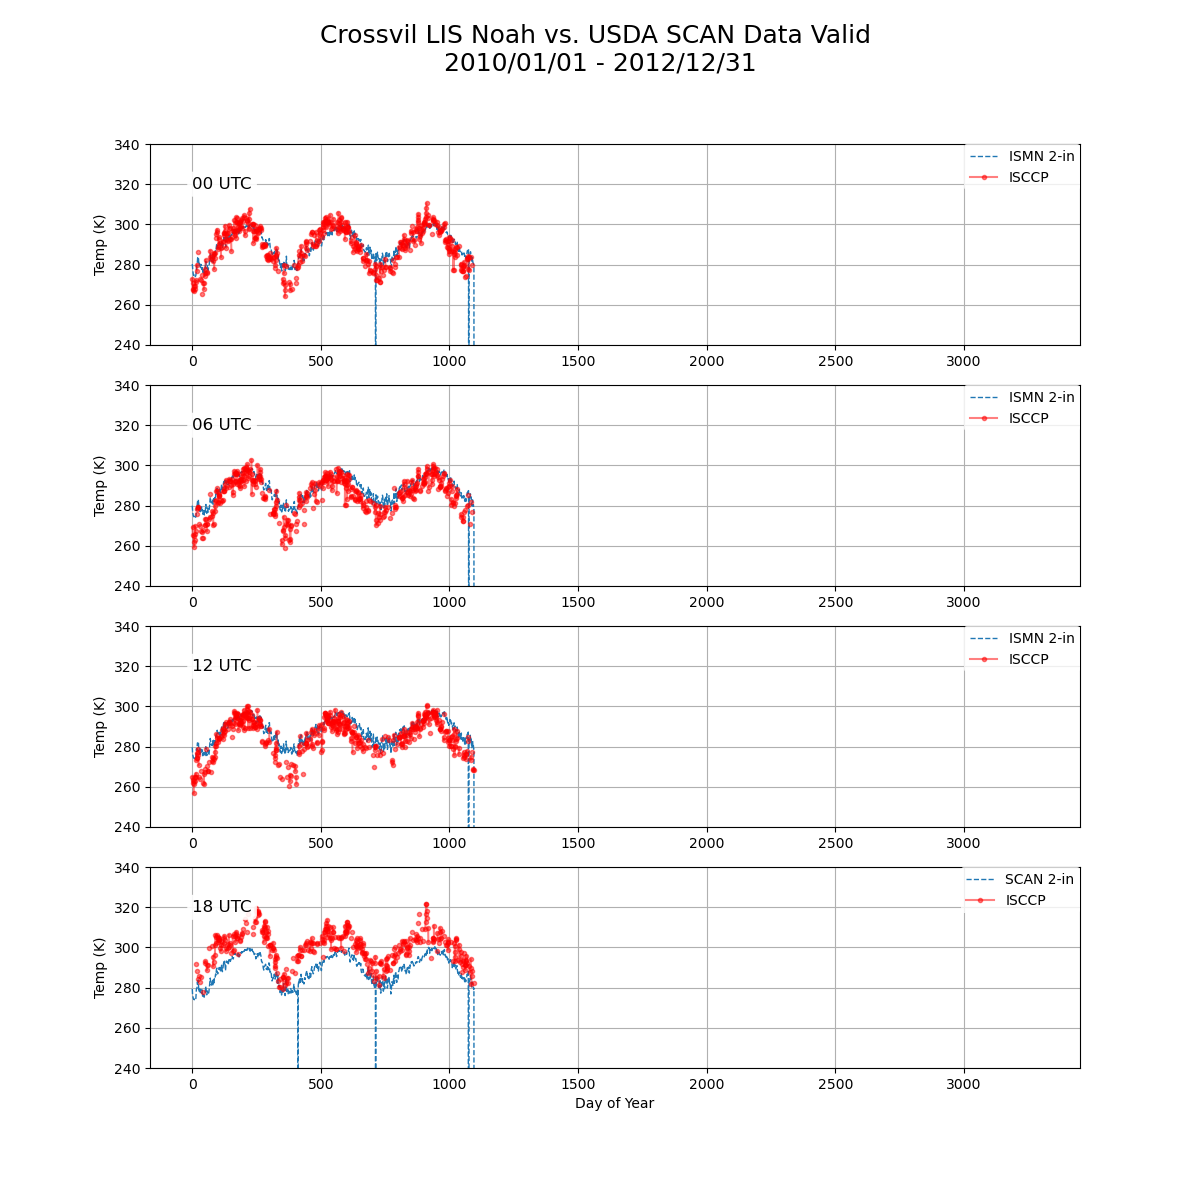 Crossvil LIS Noah vs. USDA SCAN Data Valid
2010/01/01 - 2012/12/31
340
320
300
280
260
240
Temp (K)
00 UTC
ISMN 2-in
ISCCP
0 500 1000 1500 2000 2500 3000
340
320
300
280
260
240
Temp (K)
06 UTC
ISMN 2-in
ISCCP
0 500 1000 1500 2000 2500 3000
340
320
300
280
260
240
Temp (K)
12 UTC
ISMN 2-in
ISCCP
0 500 1000 1500 2000 2500 3000
340
320
300
280
260
240
Temp (K)
18 UTC
SCAN 2-in
ISCCP
0 500 1000 1500 2000 2500 3000
Day of Year